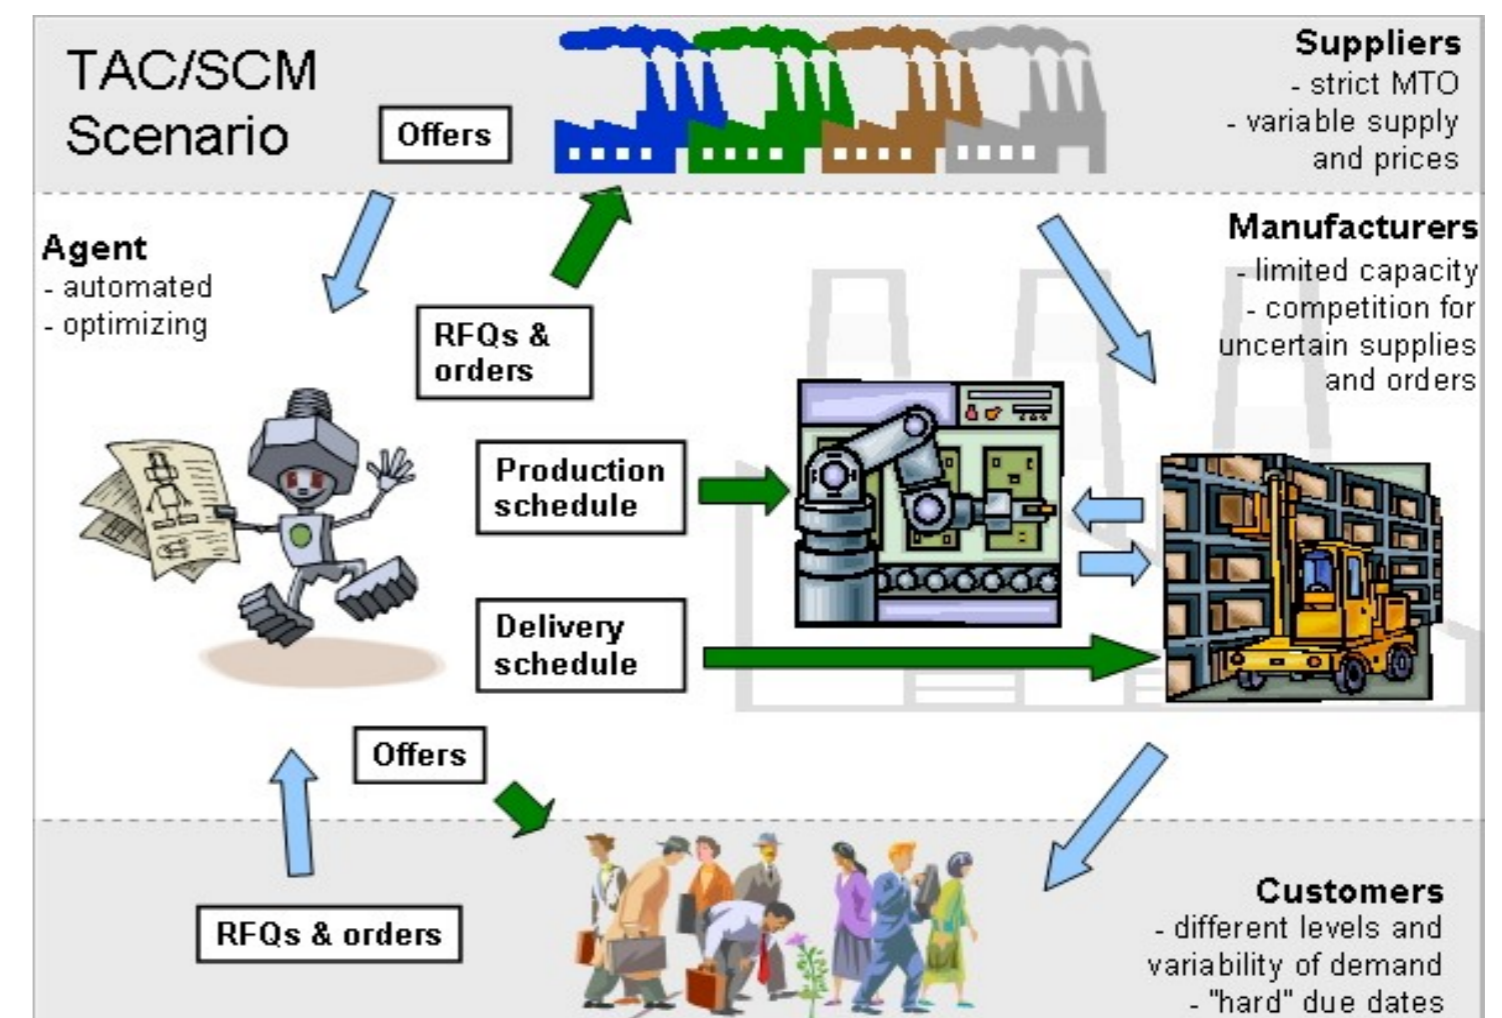 TAC/SCM
Scenario
Offers
Suppliers
- strict MTO
- variable supply
and prices
Agent
- automated
- optimizing
RFQs &
orders
Manufacturers
- limited capacity
- competition for
uncertain supplies
and orders
Production
schedule
Delivery
schedule
Offers
RFQs & orders
Customers
- different levels and
variability of demand
- "hard" due dates